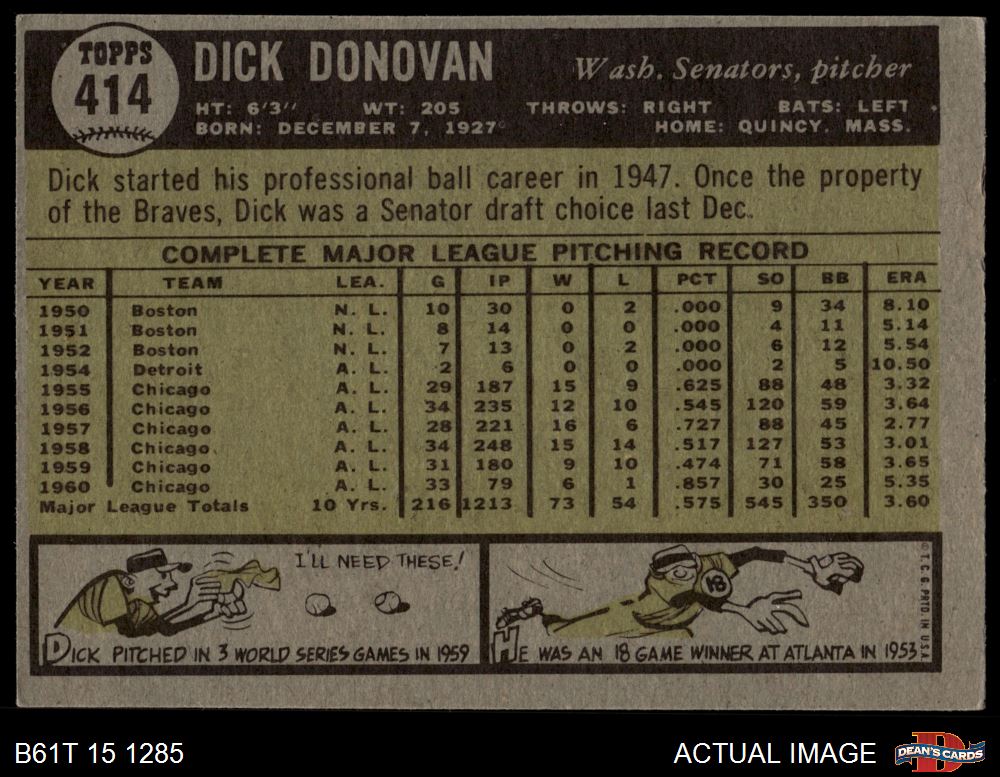 TOPPS
414
DICK DONOVAN
Wash. Senators, pitcher
HT: 6'3" WT: 205 THROWS: RIGHT BATS: LEFT
BORN: DECEMBER 7, 1927 HOME: QUINCY, MASS.
Dick started his professional ball career in 1947. Once the property
of the Braves, Dick was a Senator draft choice last Dec.
COMPLETE MAJOR LEAGUE PITCHING RECORD
YEAR TEAM LEA. G IP W L PCT SO BB ERA
1950 Boston N. L. 10 30 0 2 .000 9 34 8.10
1951 Boston N. L. 8 14 0 0 .000 4 11 5.14
1952 Boston N. L. 7 13 0 2 .000 6 12 5.54
1954 Detroit A. L. 2 6 0 0 .000 2 5 10.50
1955 Chicago A. L. 29 187 15 9 .625 88 48 3.32
1956 Chicago A. L. 34 235 12 10 .545 120 59 3.64
1957 Chicago A. L. 28 221 16 6 .727 88 45 2.77
1958 Chicago A. L. 34 248 15 14 .517 127 53 3.01
1959 Chicago A. L. 31 180 9 10 .474 71 58 3.65
1960 Chicago A. L. 33 79 6 1 .857 30 25 5.35
Major League Totals 10 Yrs. 216 1213 73 54 .575 545 350 3.60
I'LL NEED THESE!
DICK PITCHED IN 3 WORLD SERIES GAMES IN 1959
18
HE WAS AN 18 GAME WINNER AT ATLANTA IN 1953
© T. C. G. PRTD. IN U.S.A.
B61T 15 1285
ACTUAL IMAGE
D
DEAN'S CARDS